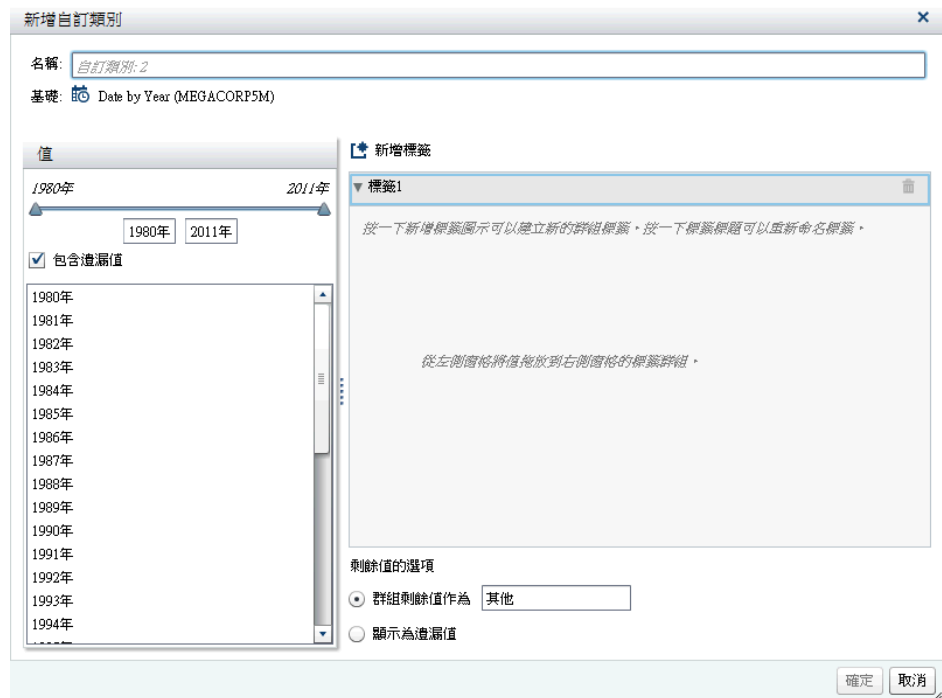 新增自訂類別
名稱: 自訂類別: 2
基礎: Date by Year (MEGACORP5M)
值
1980年 2011年
1980年 2011年
包含遺漏值
1980年
1981年
1982年
1983年
1984年
1985年
1986年
1987年
1988年
1989年
1990年
1991年
1992年
1993年
1994年
新增標籤
標籤1
按一下新增標籤圖示可以建立新的群組標籤。按一下標籤標題可以重新命名標籤。
從左側窗格將值拖放到右側窗格的標籤群組。
剩餘值的選項
群組剩餘值作為 其他
顯示為遺漏值
確定 取消